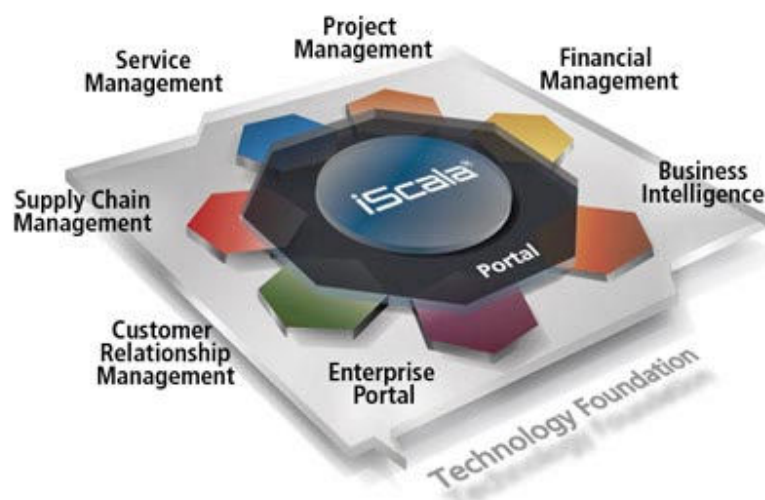 Project
Management
Service
Management
Financial
Management
Business
Intelligence
Supply Chain
Management
iScala®
Portal
Customer
Relationship
Management
Enterprise
Portal
Technology Foundation